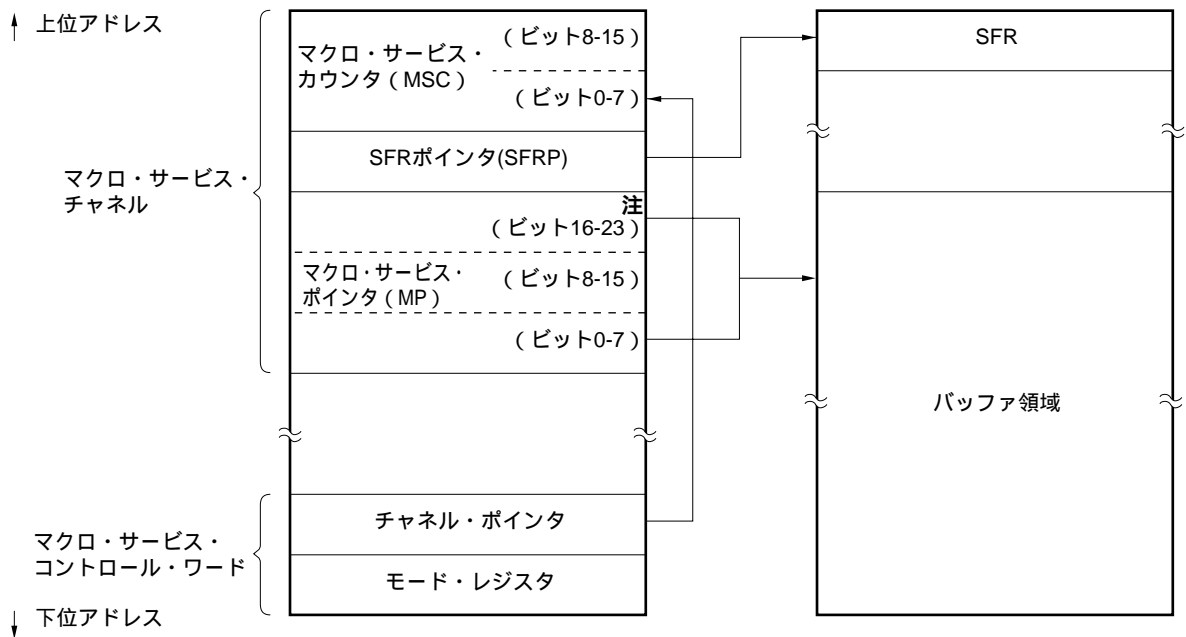 上位アドレス
マクロ・サービス・
カウンタ（MSC）
（ビット8-15）
（ビット0-7）
SFRポインタ(SFRP)
注
（ビット16-23）
マクロ・サービス・
ポインタ（MP）
（ビット8-15）
（ビット0-7）
マクロ・サービス・
チャネル
チャネル・ポインタ
モード・レジスタ
マクロ・サービス・
コントロール・ワード
下位アドレス
SFR
バッファ領域